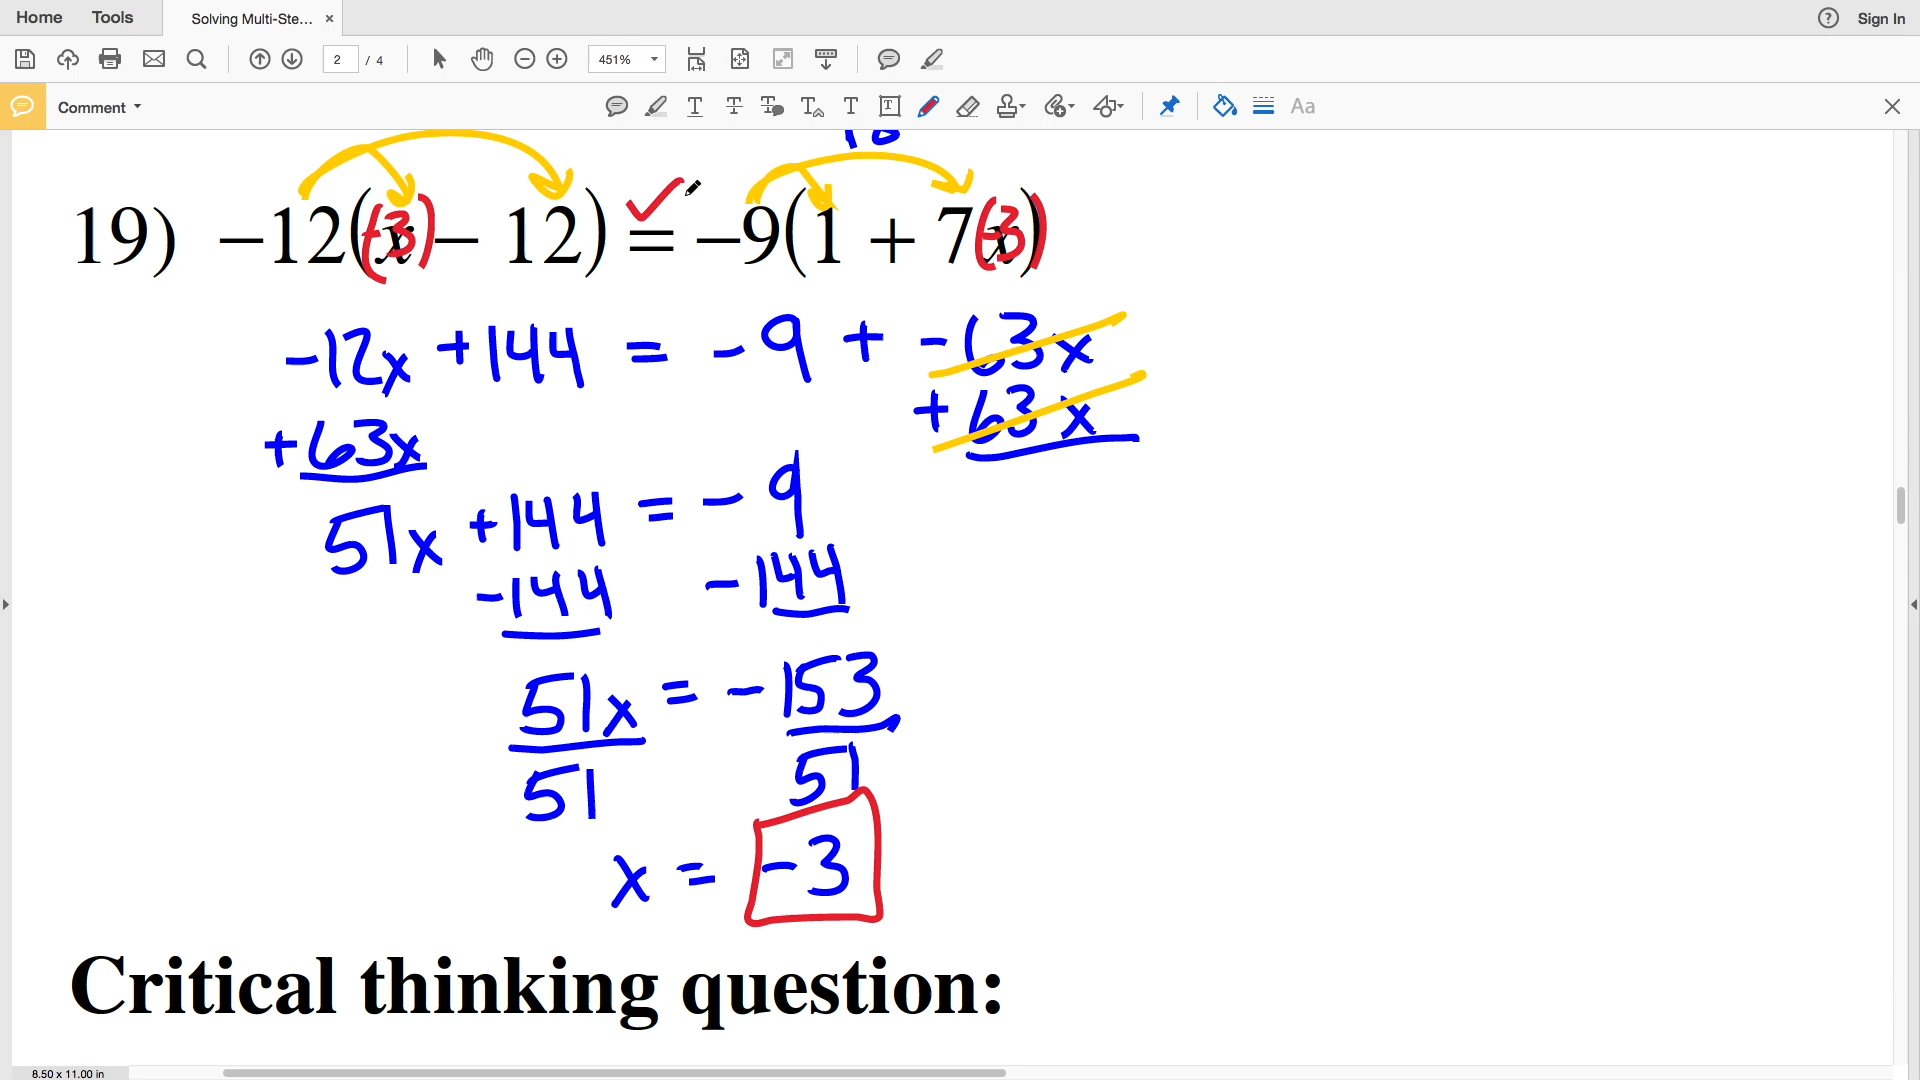 Home Tools Solving Multi-Ste... × ? Sign In
2 / 4 451%
Comment Aa
19) −12(x − 12) = −9(1 + 7x)
(-3) ✓ (-3)
-12x +144 = -9 + -63x
+63x +63x
51x +144 = -9
-144 -144
51x = -153
51 51
x = -3
Critical thinking question:
8.50 x 11.00 in